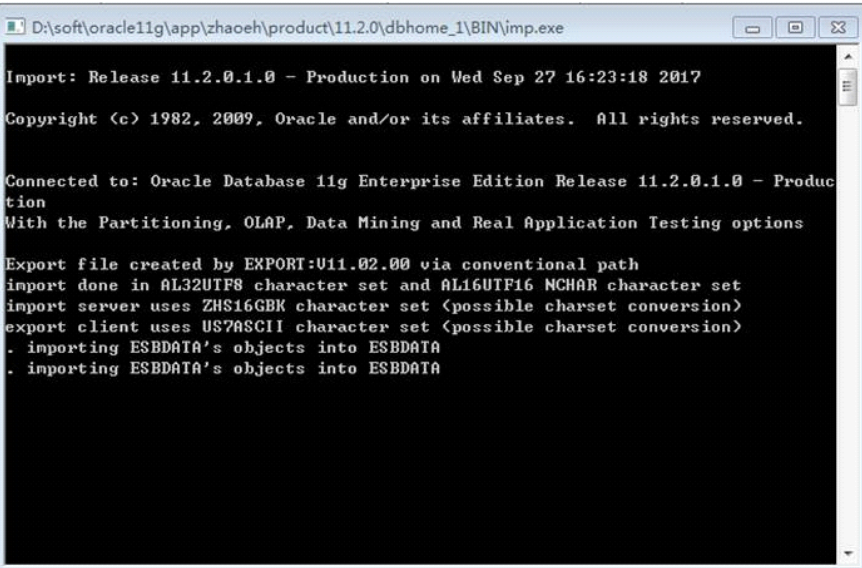 D:\soft\oracle11g\app\zhaoeh\product\11.2.0\dbhome_1\BIN\imp.exe
Import: Release 11.2.0.1.0 - Production on Wed Sep 27 16:23:18 2017
Copyright (c) 1982, 2009, Oracle and/or its affiliates.  All rights reserved.
Connected to: Oracle Database 11g Enterprise Edition Release 11.2.0.1.0 - Produc
tion
With the Partitioning, OLAP, Data Mining and Real Application Testing options
Export file created by EXPORT:V11.02.00 via conventional path
import done in AL32UTF8 character set and AL16UTF16 NCHAR character set
import server uses ZHS16GBK character set (possible charset conversion)
export client uses US7ASCII character set (possible charset conversion)
. importing ESBDATA's objects into ESBDATA
. importing ESBDATA's objects into ESBDATA